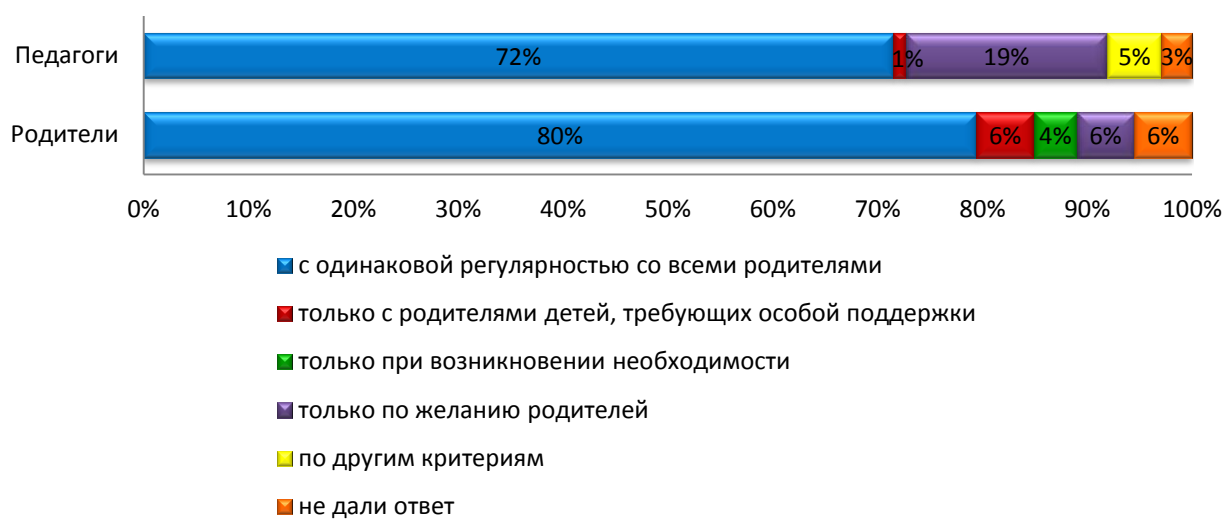 Педагоги 72% 1% 19% 5% 3%
Родители 80% 6% 4% 6% 6%
0% 10% 20% 30% 40% 50% 60% 70% 80% 90% 100%
с одинаковой регулярностью со всеми родителями
только с родителями детей, требующих особой поддержки
только при возникновении необходимости
только по желанию родителей
по другим критериям
не дали ответ